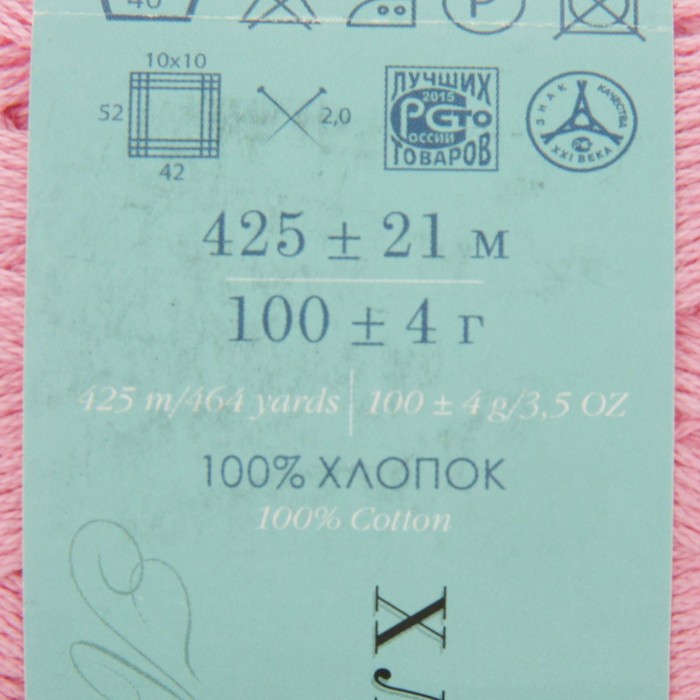 40
P
10x10
52
42
2,0
ЛУЧШИХ
2015
СТО
РОССИИ
ТОВАРОВ
ЗНАК КАЧЕСТВА
XXI ВЕКА
425 ± 21 м
100 ± 4 г
425 m/464 yards | 100 ± 4 g/3,5 OZ
100% ХЛОПОК
100% Cotton
Х